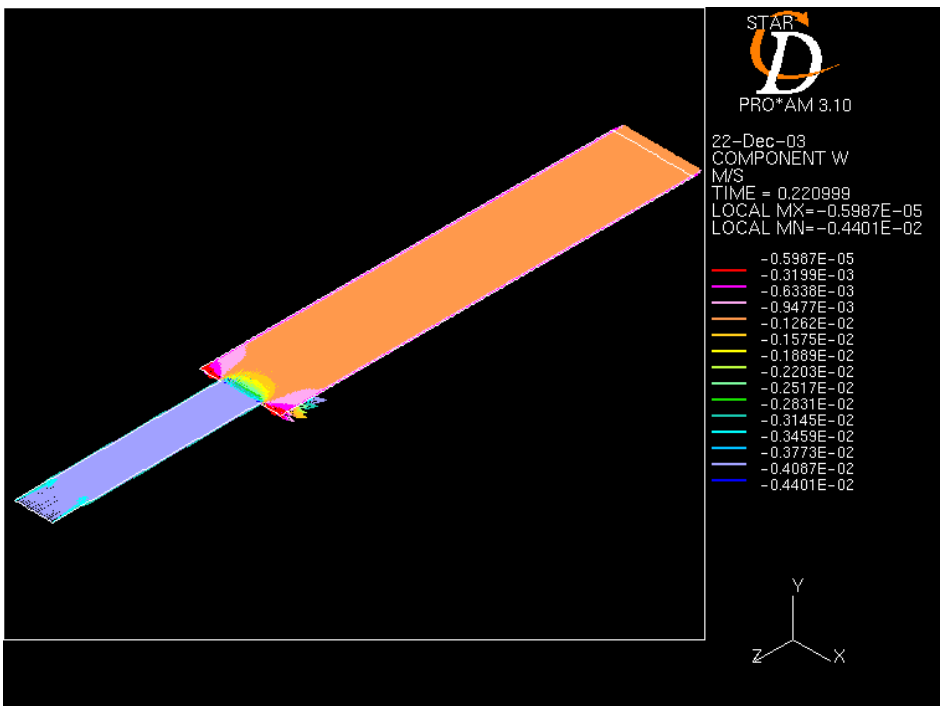 STAR
CD
PRO*AM 3.10
22-Dec-03
COMPONENT W
M/S
TIME = 0.220999
LOCAL MX=-0.5987E-05
LOCAL MN=-0.4401E-02
-0.5987E-05
-0.3199E-03
-0.6338E-03
-0.9477E-03
-0.1262E-02
-0.1575E-02
-0.1889E-02
-0.2203E-02
-0.2517E-02
-0.2831E-02
-0.3145E-02
-0.3459E-02
-0.3773E-02
-0.4087E-02
-0.4401E-02
Y
Z
X